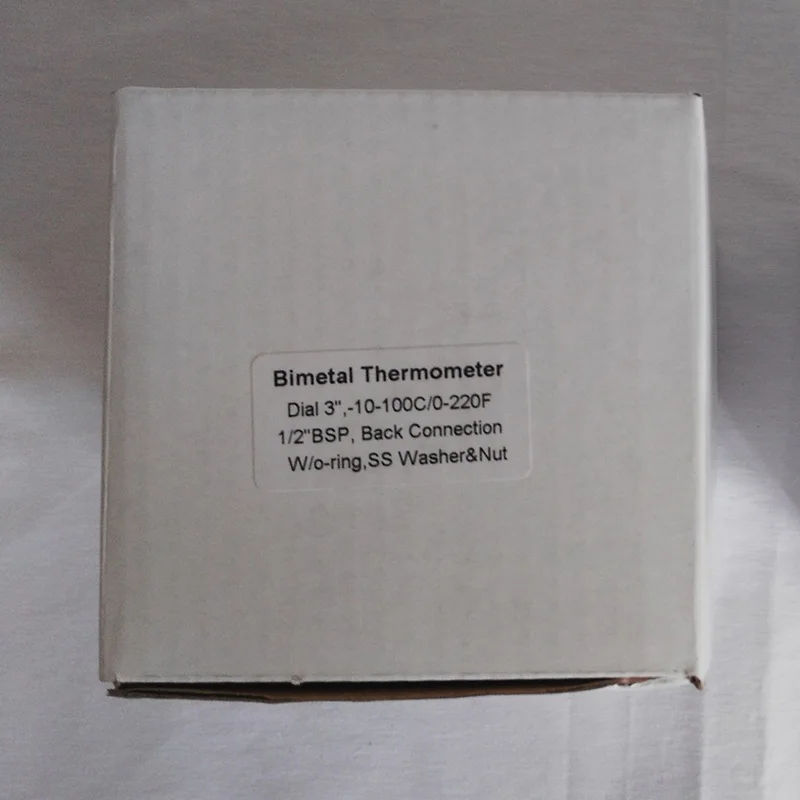 Bimetal Thermometer
Dial 3",-10-100C/0-220F
1/2"BSP, Back Connection
W/o-ring,SS Washer&Nut